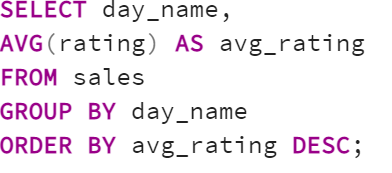 SELECT day_name,
AVG(rating) AS avg_rating
FROM sales
GROUP BY day_name
ORDER BY avg_rating DESC;